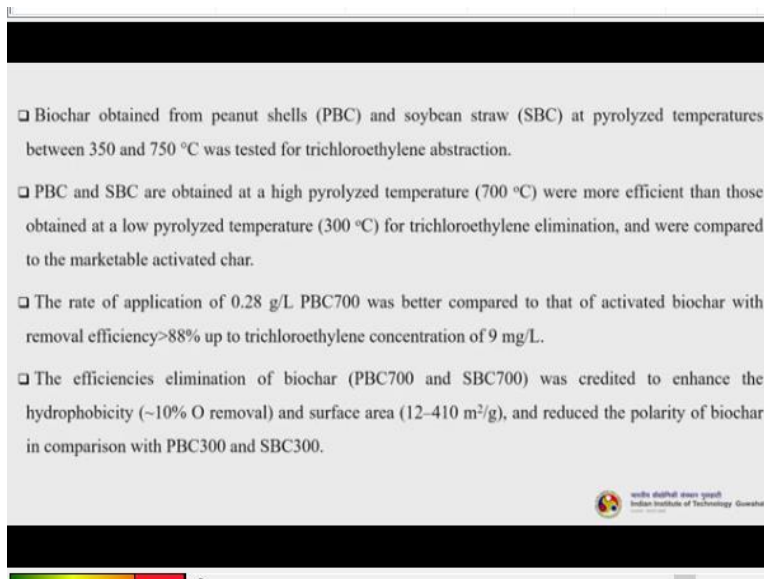 ❑ Biochar obtained from peanut shells (PBC) and soybean straw (SBC) at pyrolyzed temperatures
between 350 and 750 °C was tested for trichloroethylene abstraction.
❑ PBC and SBC are obtained at a high pyrolyzed temperature (700 °C) were more efficient than those
obtained at a low pyrolyzed temperature (300 °C) for trichloroethylene elimination, and were compared
to the marketable activated char.
❑ The rate of application of 0.28 g/L PBC700 was better compared to that of activated biochar with
removal efficiency>88% up to trichloroethylene concentration of 9 mg/L.
❑ The efficiencies elimination of biochar (PBC700 and SBC700) was credited to enhance the
hydrophobicity (~10% O removal) and surface area (12–410 m²/g), and reduced the polarity of biochar
in comparison with PBC300 and SBC300.
Indian Institute of Technology Guwaha